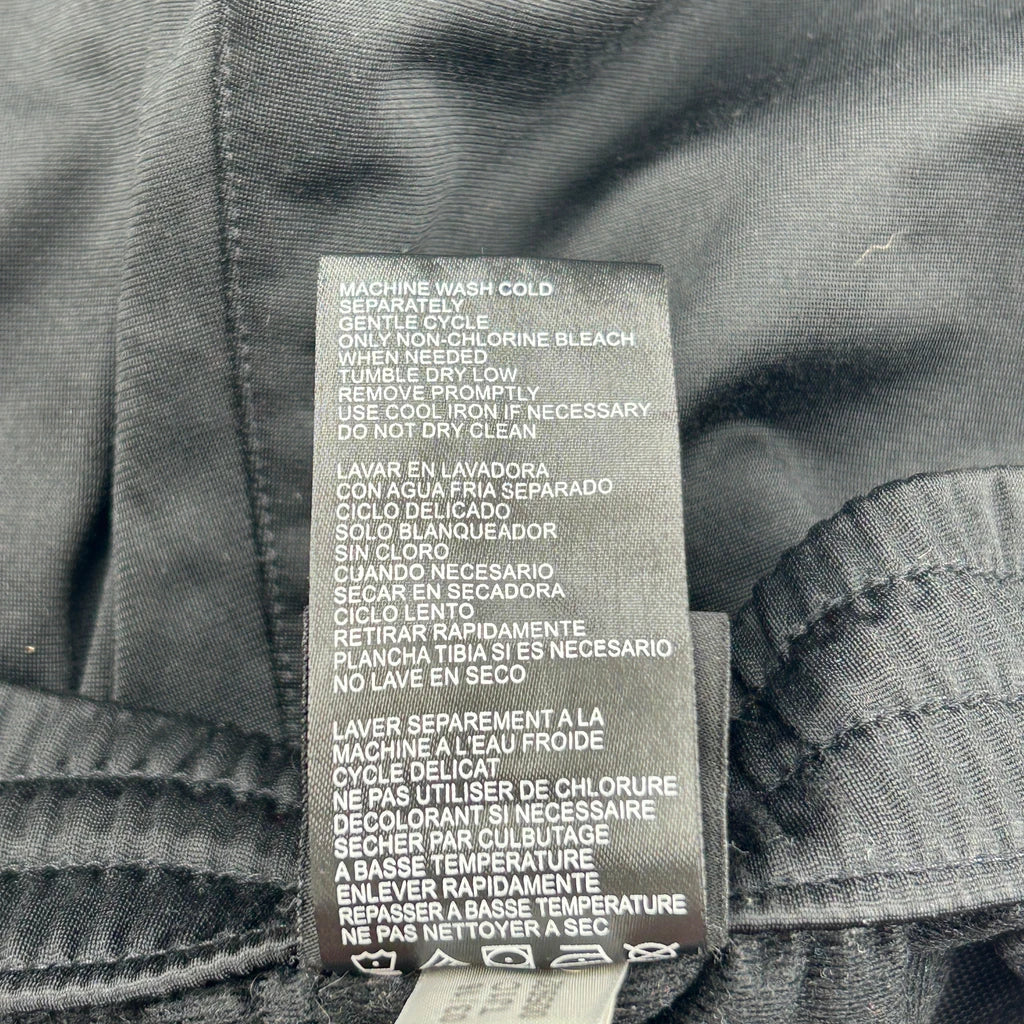 MACHINE WASH COLD
SEPARATELY
GENTLE CYCLE
ONLY NON-CHLORINE BLEACH
WHEN NEEDED
TUMBLE DRY LOW
REMOVE PROMPTLY
USE COOL IRON IF NECESSARY
DO NOT DRY CLEAN
LAVAR EN LAVADORA
CON AGUA FRIA SEPARADO
CICLO DELICADO
SOLO BLANQUEADOR
SIN CLORO
CUANDO NECESARIO
SECAR EN SECADORA
CICLO LENTO
RETIRAR RAPIDAMENTE
PLANCHA TIBIA SI ES NECESARIO
NO LAVE EN SECO
LAVER SEPAREMENT A LA
MACHINE A L'EAU FROIDE
CYCLE DELICAT
NE PAS UTILISER DE CHLORURE
DECOLORANT SI NECESSAIRE
SECHER PAR CULBUTAGE
A BASSE TEMPERATURE
ENLEVER RAPIDAMENTE
REPASSER A BASSE TEMPERATURE
NE PAS NETTOYER A SEC